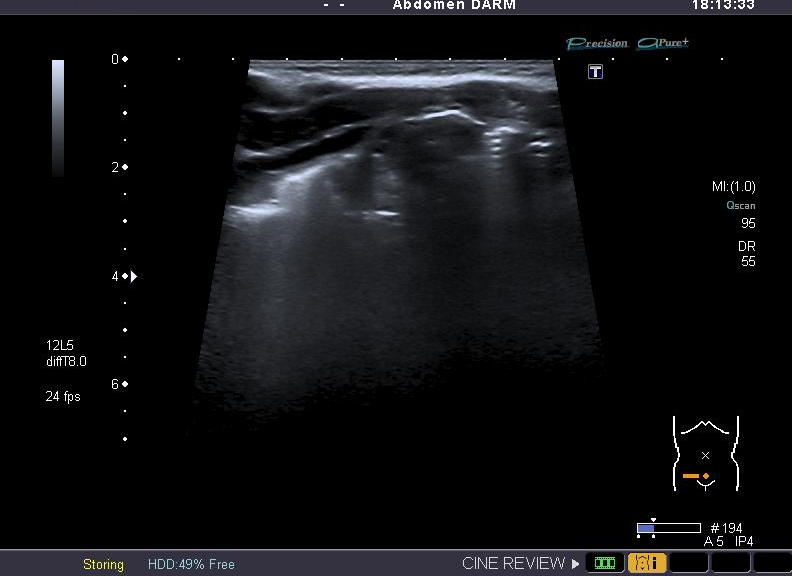 - - Abdomen DARM 18:13:33
Precision APure+
T
0
2
4
6
MI:(1.0)
Qscan
95
DR
55
12L5
diffT8.0
24 fps
#194
A 5 IP4
Storing HDD:49% Free CINE REVIEW